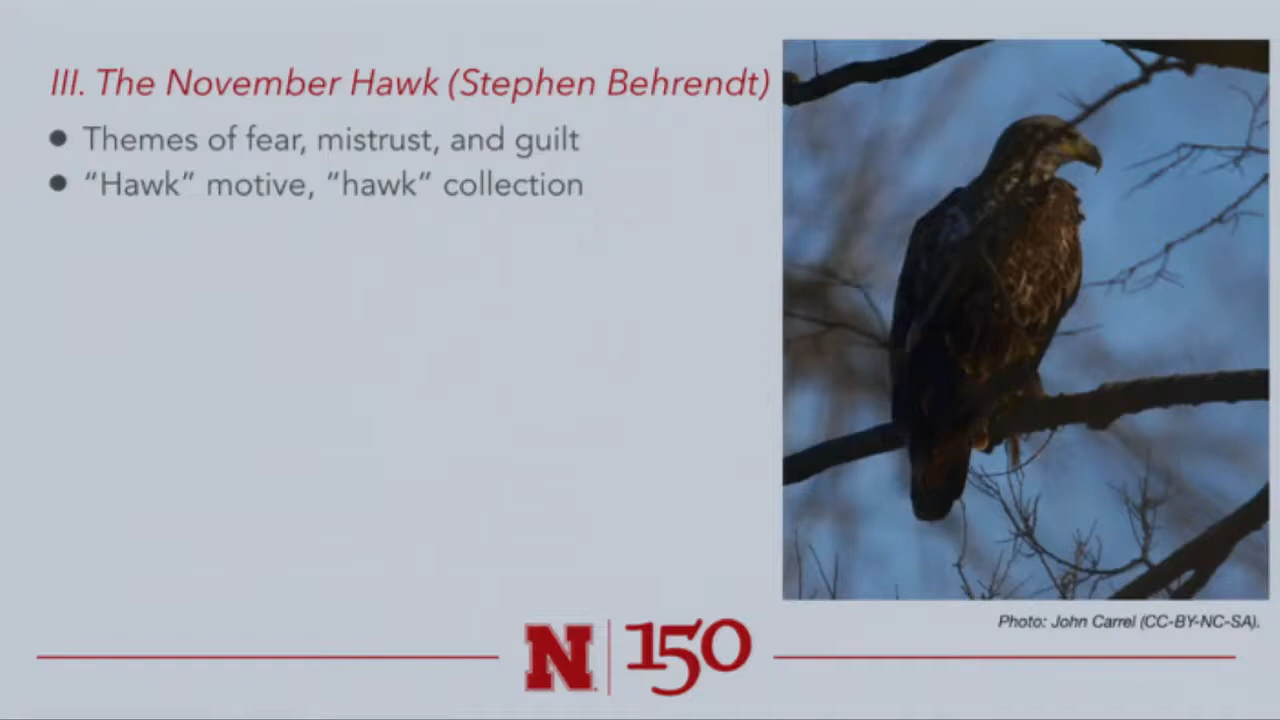 III. The November Hawk (Stephen Behrendt)
● Themes of fear, mistrust, and guilt
● “Hawk” motive, “hawk” collection
Photo: John Carrel (CC-BY-NC-SA).
N | 150